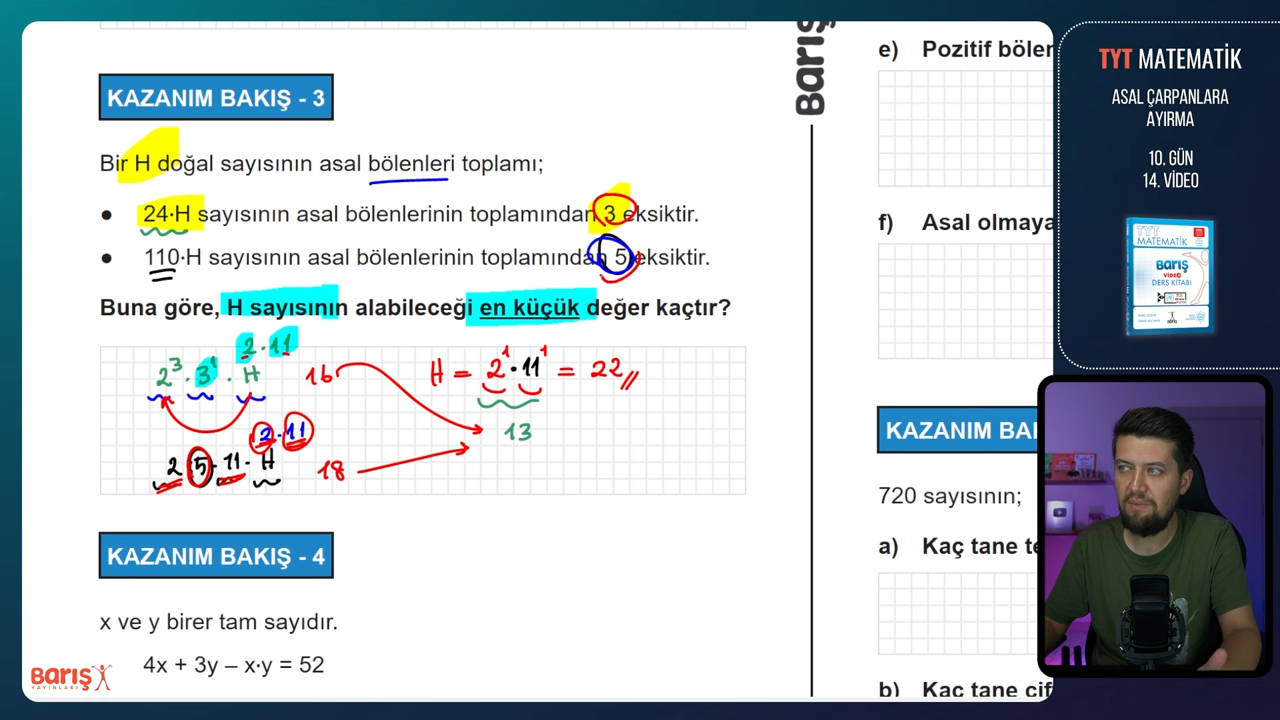 KAZANIM BAKIŞ - 3
Bir H doğal sayısının asal bölenleri toplamı;
● 24·H sayısının asal bölenlerinin toplamından 3 eksiktir.
● 110·H sayısının asal bölenlerinin toplamından 5 eksiktir.
Buna göre, H sayısının alabileceği en küçük değer kaçtır?
2 · 11
2³ · 3¹ · H
16
H = 2¹ · 11¹ = 22
13
2 · 11
2 · 5 · 11 · H
18
KAZANIM BAKIŞ - 4
x ve y birer tam sayıdır.
4x + 3y – x·y = 52
BARIŞ
YAYINLARI
Barış
e) Pozitif böler
f) Asal olmaya
KAZANIM BAK
720 sayısının;
a) Kaç tane te
b) Kaç tane çif
TYT MATEMATİK
ASAL ÇARPANLARA
AYIRMA
10. GÜN
14. VİDEO
TYT
MATEMATİK
BARIŞ
VİDEO
DERS KİTABI